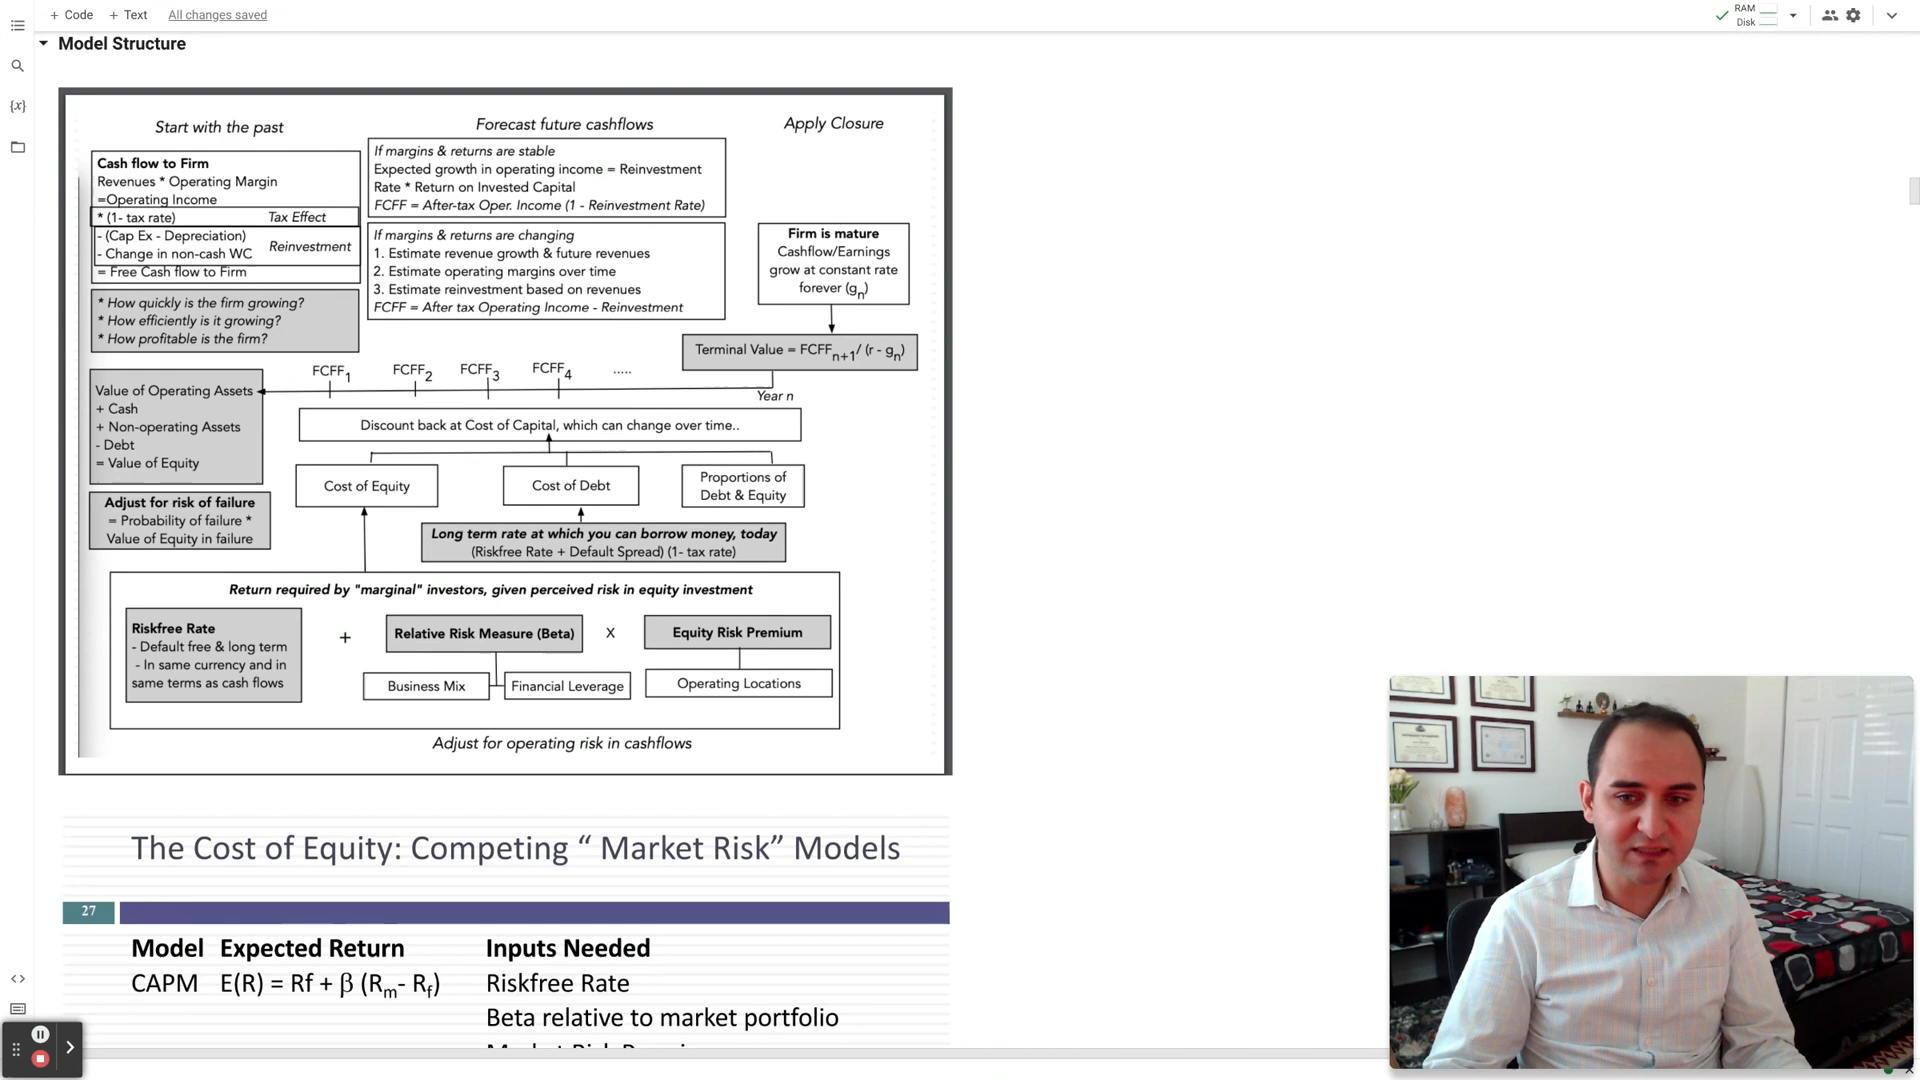 + Code + Text All changes saved
RAM
Disk
Model Structure
{x}
Start with the past
Forecast future cashflows
Apply Closure
Cash flow to Firm
Revenues * Operating Margin
=Operating Income
* (1- tax rate) Tax Effect
- (Cap Ex - Depreciation)
- Change in non-cash WC
Reinvestment
= Free Cash flow to Firm
* How quickly is the firm growing?
* How efficiently is it growing?
* How profitable is the firm?
If margins & returns are stable
Expected growth in operating income = Reinvestment
Rate * Return on Invested Capital
FCFF = After-tax Oper. Income (1 - Reinvestment Rate)
If margins & returns are changing
1. Estimate revenue growth & future revenues
2. Estimate operating margins over time
3. Estimate reinvestment based on revenues
FCFF = After tax Operating Income - Reinvestment
Firm is mature
Cashflow/Earnings
grow at constant rate
forever (gn)
Terminal Value = FCFFn+1/ (r - gn)
FCFF1 FCFF2 FCFF3 FCFF4 .....
Year n
Value of Operating Assets
+ Cash
+ Non-operating Assets
- Debt
= Value of Equity
Discount back at Cost of Capital, which can change over time..
Cost of Equity
Cost of Debt
Proportions of
Debt & Equity
Adjust for risk of failure
= Probability of failure *
Value of Equity in failure
Long term rate at which you can borrow money, today
(Riskfree Rate + Default Spread) (1- tax rate)
Return required by "marginal" investors, given perceived risk in equity investment
Riskfree Rate
- Default free & long term
- In same currency and in
same terms as cash flows
+
Relative Risk Measure (Beta)
X
Equity Risk Premium
Business Mix
Financial Leverage
Operating Locations
Adjust for operating risk in cashflows
The Cost of Equity: Competing “ Market Risk” Models
27
Model Expected Return Inputs Needed
CAPM E(R) = Rf + β (Rm- Rf) Riskfree Rate
Beta relative to market portfolio